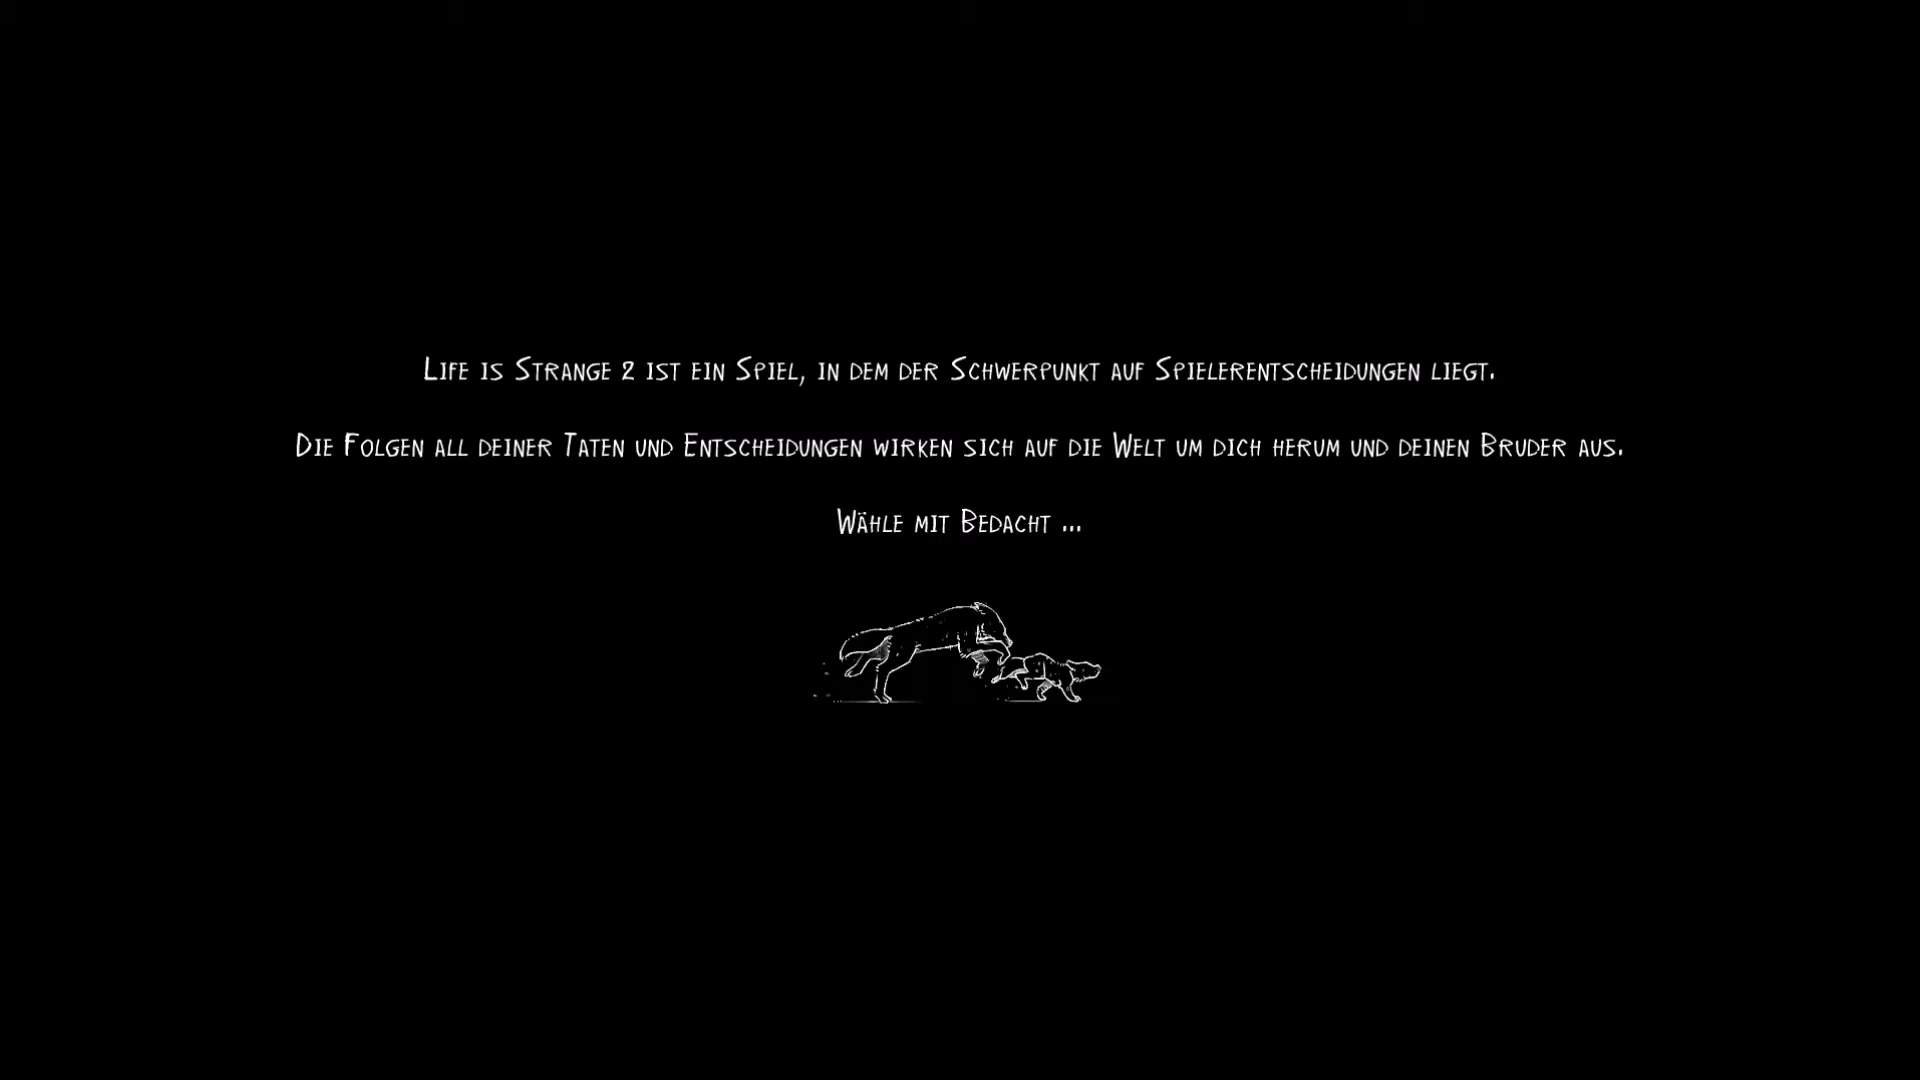 Life is Strange 2 ist ein Spiel, in dem der Schwerpunkt auf Spielerentscheidungen liegt.
Die Folgen all deiner Taten und Entscheidungen wirken sich auf die Welt um dich herum und deinen Bruder aus.
Wähle mit Bedacht ...